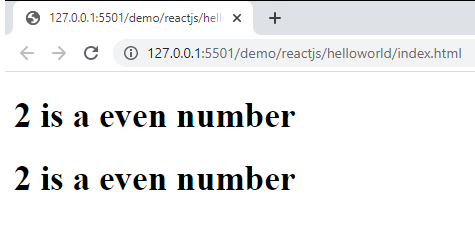 127.0.0.1:5501/demo/reactjs/hell
127.0.0.1:5501/demo/reactjs/helloworld/index.html
2 is a even number
2 is a even number